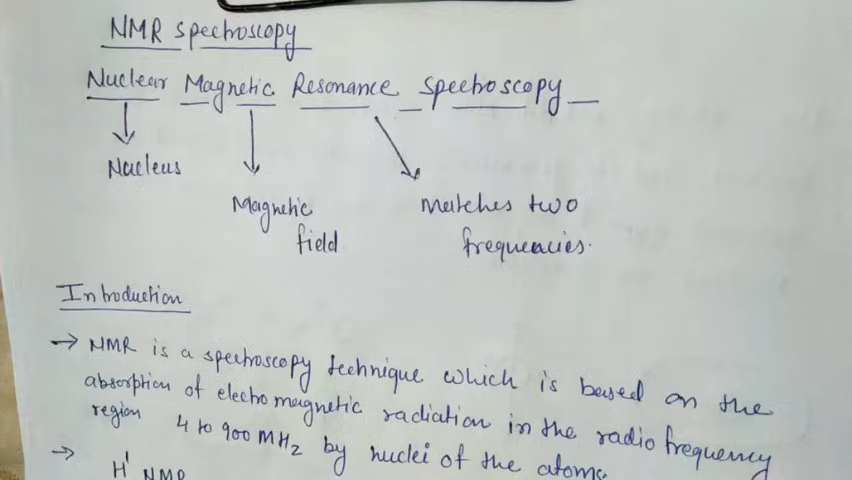 NMR spectroscopy
Nuclear Magnetic Resonance Spectroscopy
Nucleus
Magnetic field
Matches two frequencies.
Introduction
→ NMR is a spectroscopy technique which is based on the
absorption of electromagnetic radiation in the radio frequency
region 4 to 900 MHz by nuclei of the atoms
→ H¹ NMR